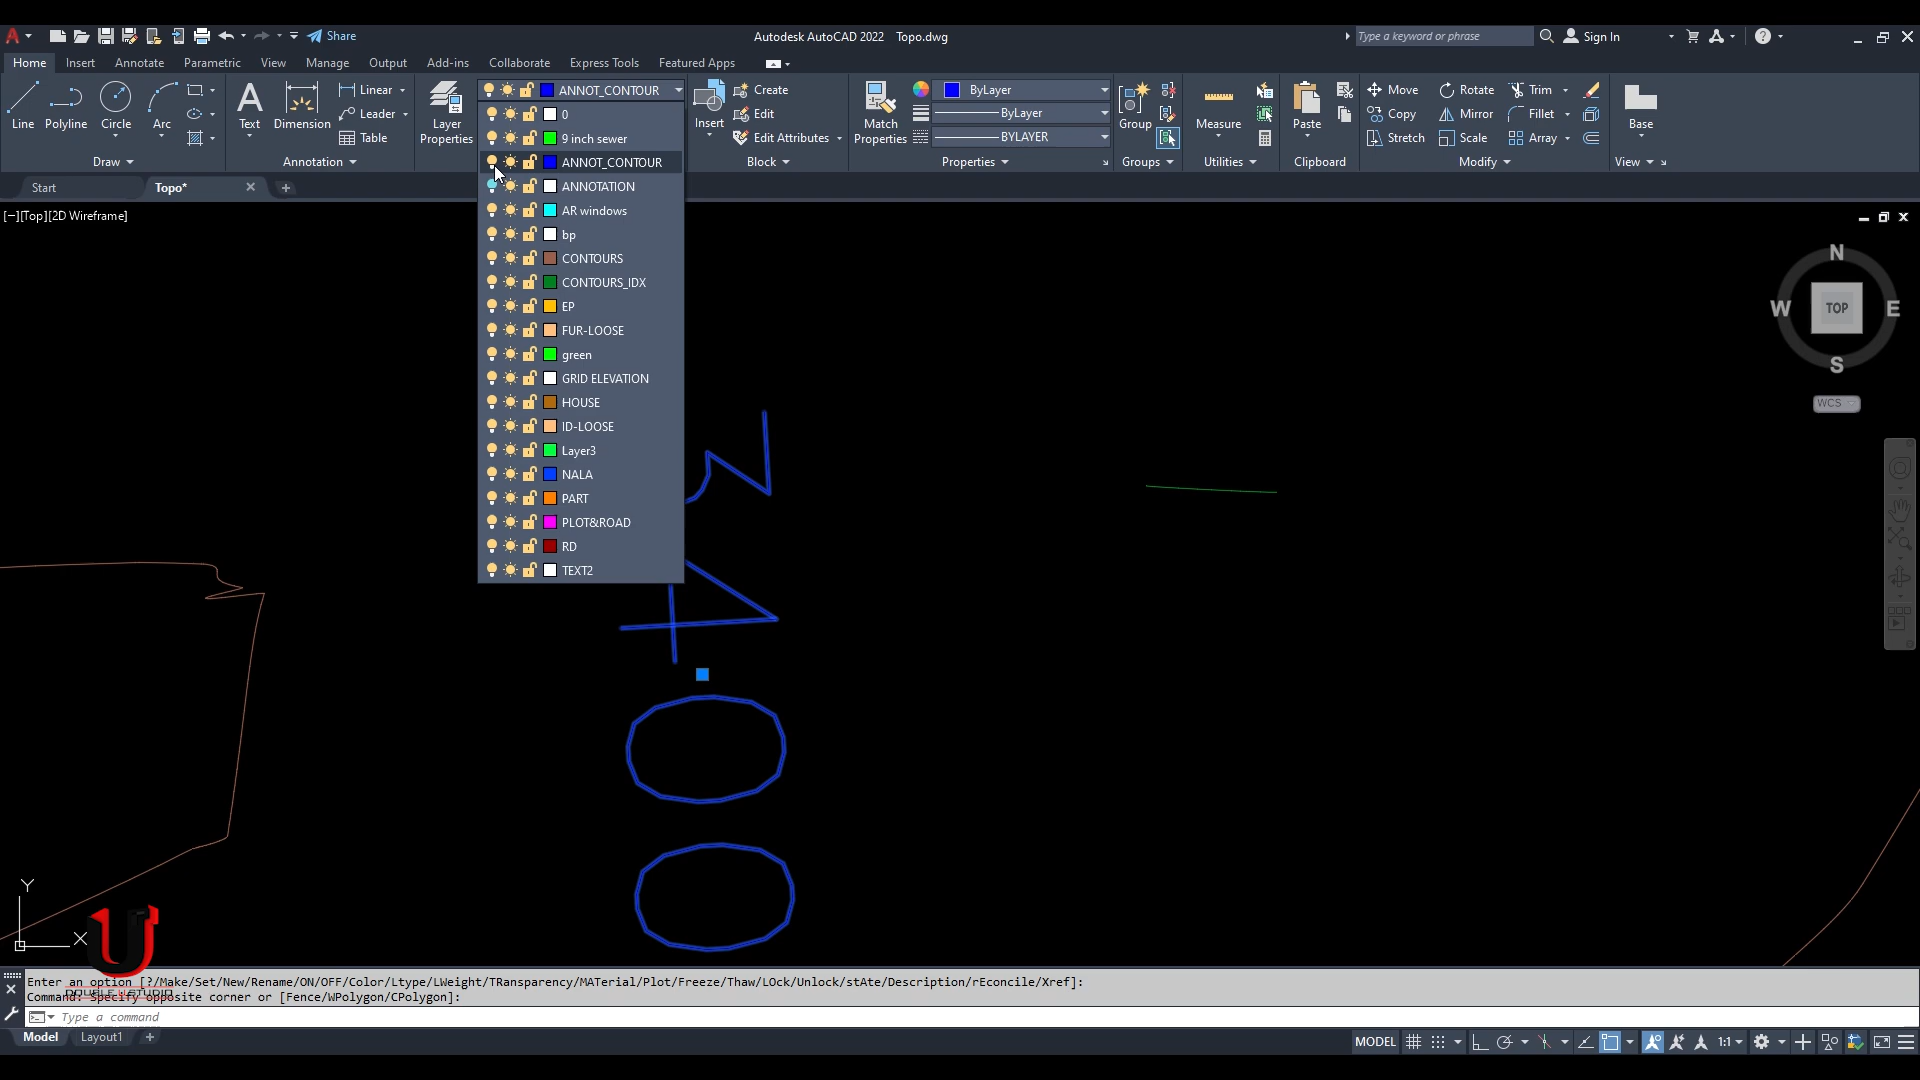 Share
Autodesk AutoCAD 2022 Topo.dwg
Type a keyword or phrase
Sign In
Home Insert Annotate Parametric View Manage Output Add-ins Collaborate Express Tools Featured Apps
Line Polyline Circle Arc
Draw
Text Dimension
Linear
Leader
Table
Annotation
Layer Properties
ANNOT_CONTOUR
0
9 inch sewer
ANNOT_CONTOUR
ANNOTATION
AR windows
bp
CONTOURS
CONTOURS_IDX
EP
FUR-LOOSE
green
GRID ELEVATION
HOUSE
ID-LOOSE
Layer3
NALA
PART
PLOT&ROAD
RD
TEXT2
Insert
Create
Edit
Edit Attributes
Block
Match Properties
ByLayer
ByLayer
BYLAYER
Properties
Group
Groups
Measure
Utilities
Paste
Clipboard
Move Rotate Trim
Copy Mirror Fillet
Stretch Scale Array
Modify
Base
View
Start
Topo*
[−][Top][2D Wireframe]
N
W TOP E
S
WCS
Y
X
U
DOUBLE U STUDIO
Enter an option [?/Make/Set/New/Rename/ON/OFF/Color/Ltype/LWeight/TRansparency/MATerial/Plot/Freeze/Thaw/LOck/Unlock/stAte/Description/rEconcile/Xref]:
Command: Specify opposite corner or [Fence/WPolygon/CPolygon]:
Type a command
Model Layout1
MODEL
1:1